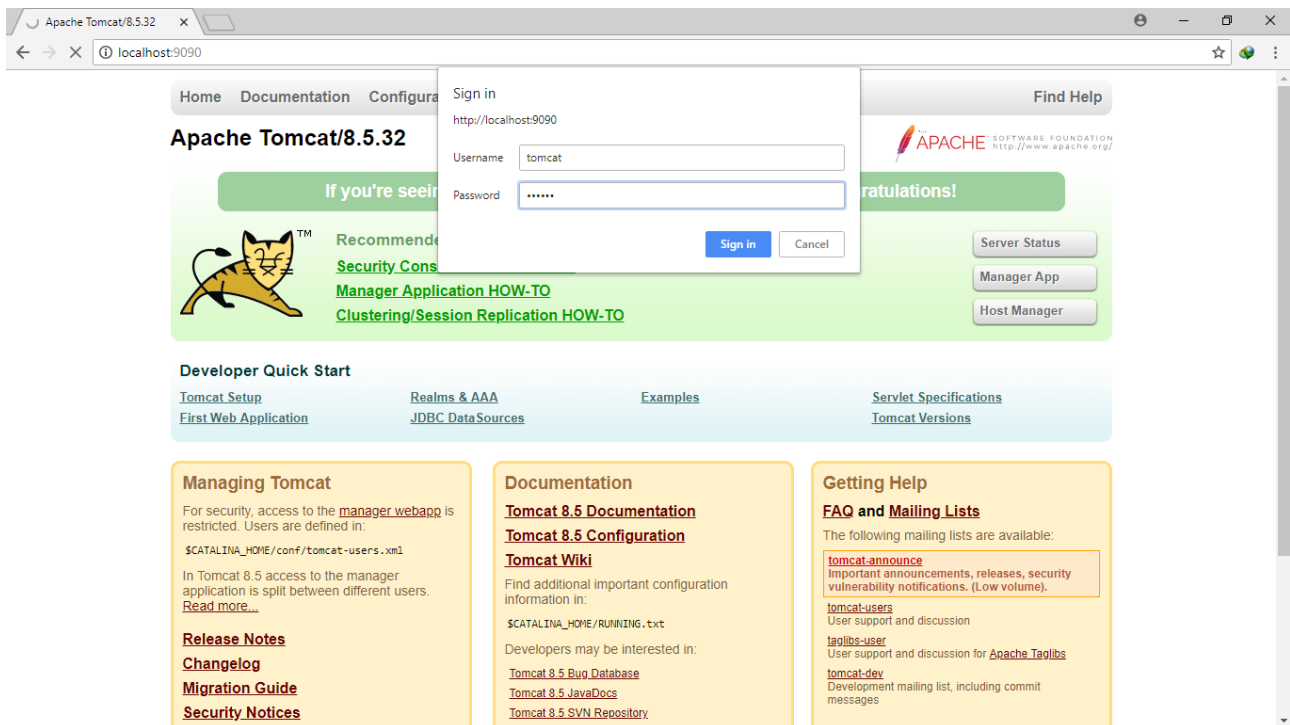 Apache Tomcat/8.5.32
localhost:9090
Home Documentation Configura Find Help
Sign in
http://localhost:9090
Username tomcat
Password ••••••
Sign in Cancel
Apache Tomcat/8.5.32
THE APACHE SOFTWARE FOUNDATION
http://www.apache.org/
If you're seein ratulations!
TM
Recommende
Security Cons
Manager Application HOW-TO
Clustering/Session Replication HOW-TO
Server Status
Manager App
Host Manager
Developer Quick Start
Tomcat Setup
First Web Application
Realms & AAA
JDBC DataSources
Examples
Servlet Specifications
Tomcat Versions
Managing Tomcat
For security, access to the manager webapp is
restricted. Users are defined in:
$CATALINA_HOME/conf/tomcat-users.xml
In Tomcat 8.5 access to the manager
application is split between different users.
Read more...
Release Notes
Changelog
Migration Guide
Security Notices
Documentation
Tomcat 8.5 Documentation
Tomcat 8.5 Configuration
Tomcat Wiki
Find additional important configuration
information in:
$CATALINA_HOME/RUNNING.txt
Developers may be interested in:
Tomcat 8.5 Bug Database
Tomcat 8.5 JavaDocs
Tomcat 8.5 SVN Repository
Getting Help
FAQ and Mailing Lists
The following mailing lists are available:
tomcat-announce
Important announcements, releases, security
vulnerability notifications. (Low volume).
tomcat-users
User support and discussion
taglibs-user
User support and discussion for Apache Taglibs
tomcat-dev
Development mailing list, including commit
messages